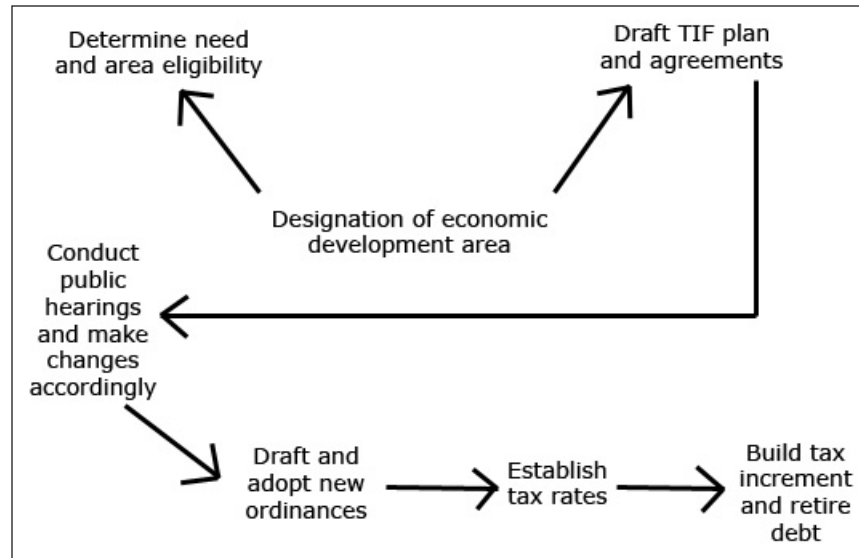 Determine need
and area eligibility
Draft TIF plan
and agreements
Designation of economic
development area
Conduct
public
hearings
and make
changes
accordingly
Draft and
adopt new
ordinances
Establish
tax rates
Build tax
increment
and retire
debt